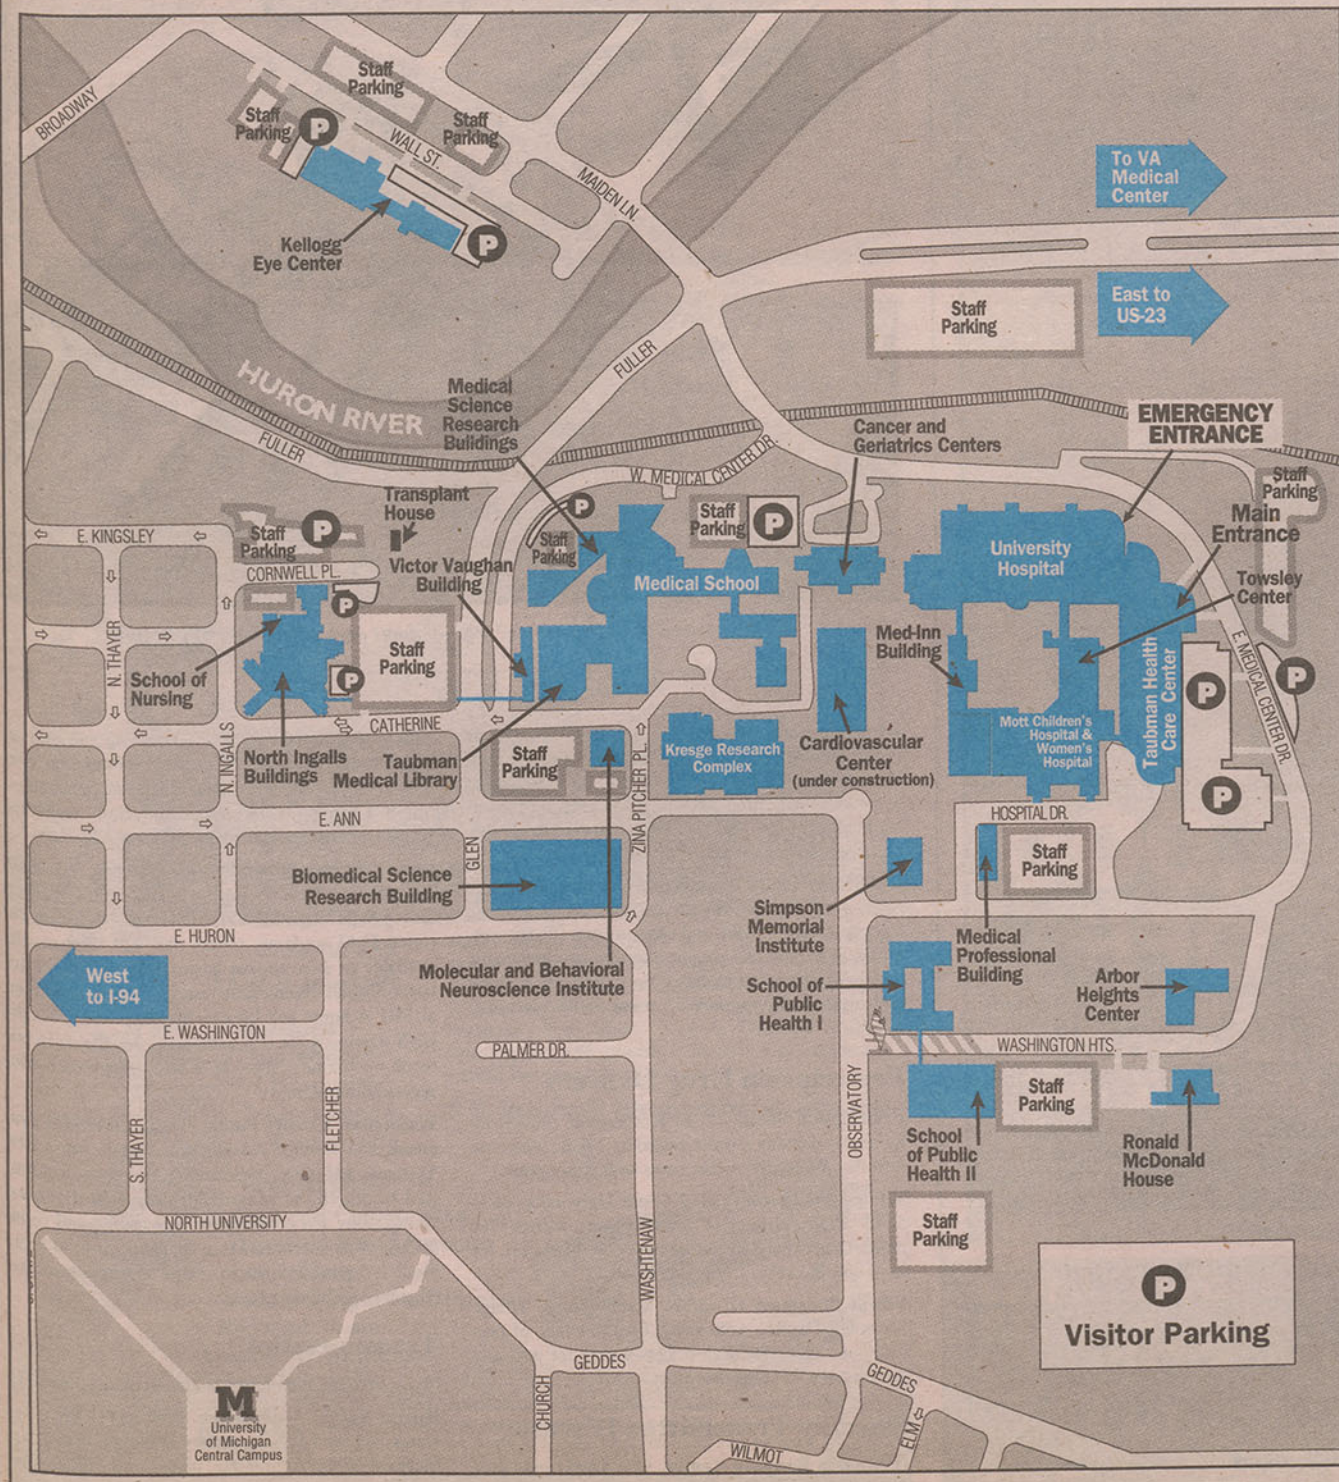 Staff
Parking
Staff
Parking
P
Staff
Parking
BROADWAY
WALL ST.
MAIDEN LN.
To VA
Medical
Center
P
Kellogg
Eye Center
East to
US-23
Staff
Parking
FULLER
HURON RIVER
Medical
Science
Research
Buildings
EMERGENCY
ENTRANCE
Cancer and
Geriatrics Centers
FULLER
W. MEDICAL CENTER DR.
Staff
Parking
Transplant
House
P
Staff
Parking
P
Main
Entrance
E. KINGSLEY
Staff
Parking
P
Staff
Parking
University
Hospital
CORNWELL PL.
Victor Vaughan
Building
Medical School
Towsley
Center
P
N. THAYER
Staff
Parking
Med-Inn
Building
E. MEDICAL CENTER DR.
School of
Nursing
P
Taubman Health
Care Center
P
P
CATHERINE
Mott Children's
Hospital &
Women's
Hospital
N. INGALLS
North Ingalls
Buildings
Taubman
Medical Library
Staff
Parking
Kresge Research
Complex
Cardiovascular
Center
(under construction)
P
ZINA PITCHER PL.
E. ANN
HOSPITAL DR.
GLEN
Staff
Parking
Biomedical Science
Research Building
Simpson
Memorial
Institute
E. HURON
Medical
Professional
Building
West
to I-94
Molecular and Behavioral
Neuroscience Institute
School of
Public
Health I
Arbor
Heights
Center
E. WASHINGTON
PALMER DR.
WASHINGTON HTS.
S. THAYER
FLETCHER
OBSERVATORY
Staff
Parking
School
of Public
Health II
Ronald
McDonald
House
NORTH UNIVERSITY
WASHTENAW
Staff
Parking
P
Visitor Parking
GEDDES
GEDDES
CHURCH
M
University
of Michigan
Central Campus
ELM
WILMOT